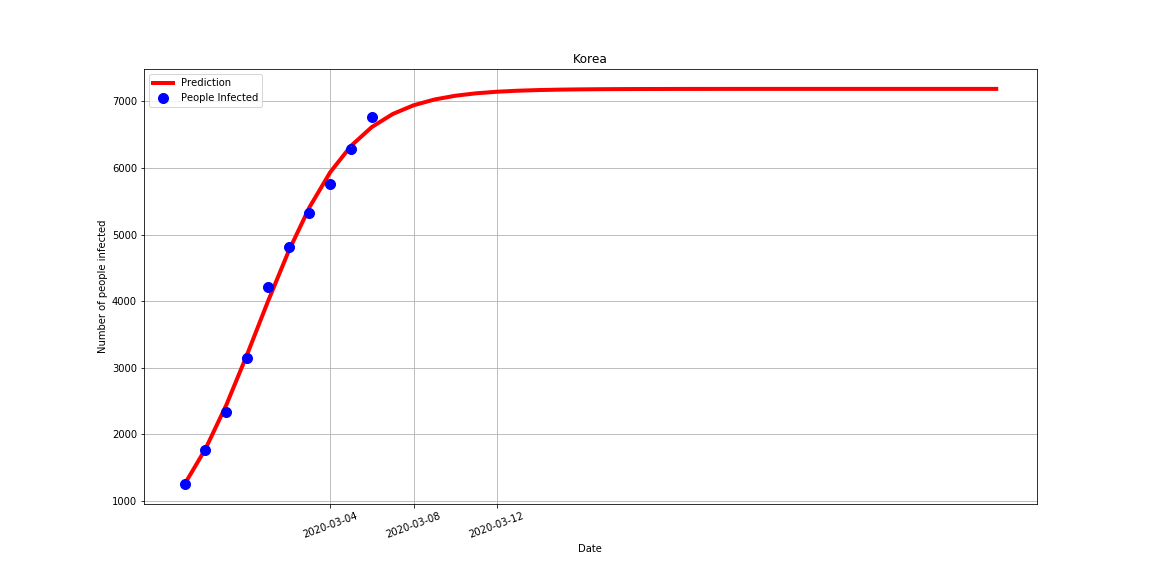 Korea
Prediction
People Infected
7000
6000
5000
4000
3000
2000
1000
Number of people infected
2020-03-04
2020-03-08
2020-03-12
Date